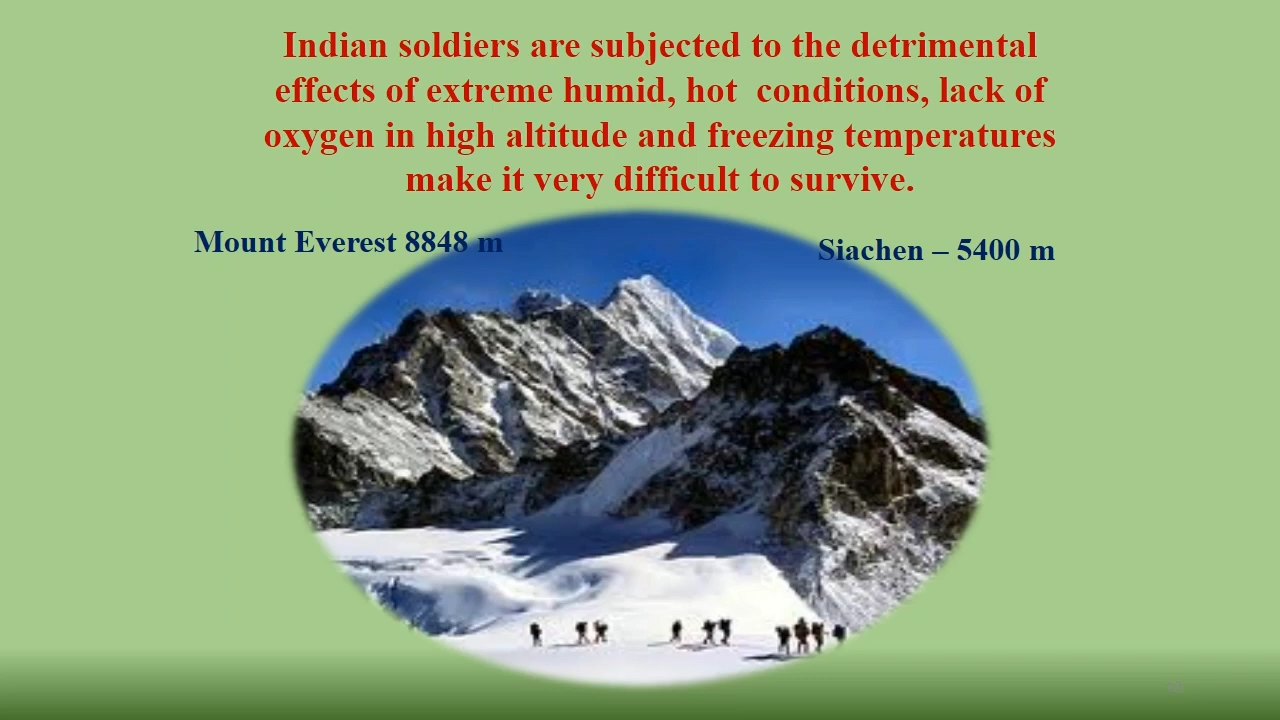 Indian soldiers are subjected to the detrimental
effects of extreme humid, hot  conditions, lack of
oxygen in high altitude and freezing temperatures
make it very difficult to survive.
Mount Everest 8848 m
Siachen – 5400 m